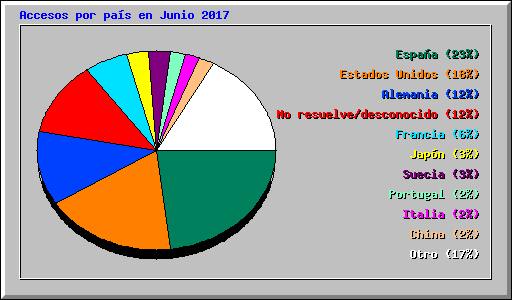 Accesos por país en Junio 2017
España (23%)
Estados Unidos (18%)
Alemania (12%)
No resuelve/desconocido (12%)
Francia (6%)
Japón (3%)
Suecia (3%)
Portugal (2%)
Italia (2%)
China (2%)
Otro (17%)